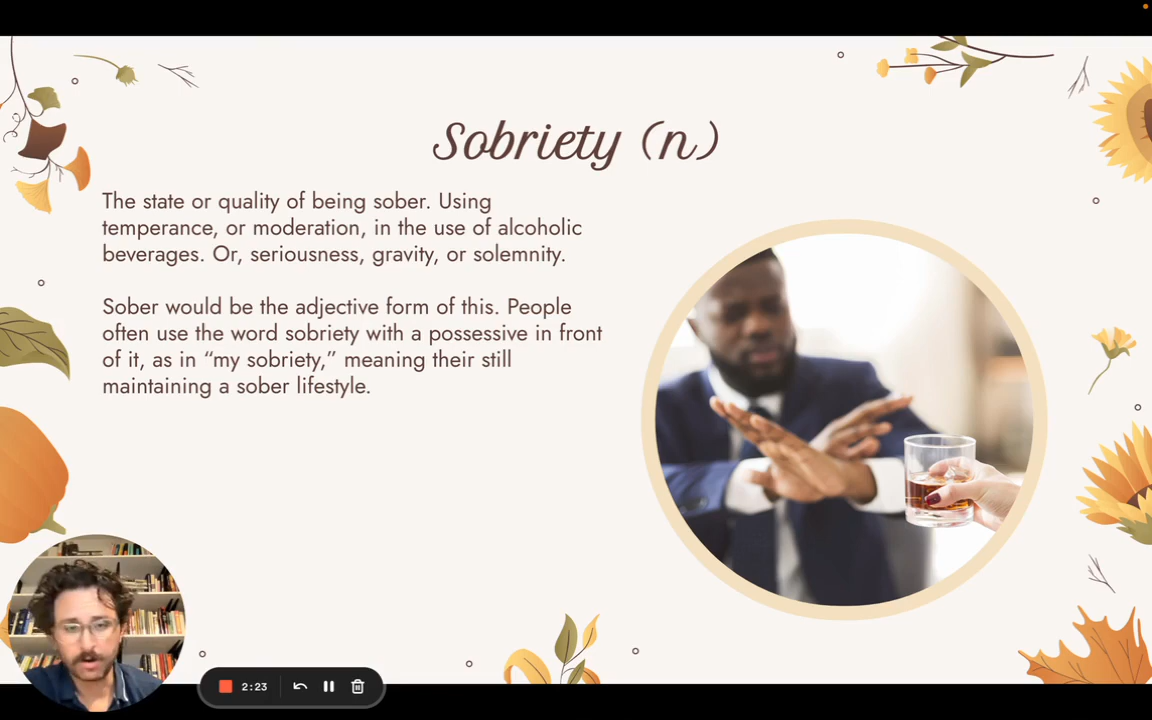 Sobriety (n)
The state or quality of being sober. Using
temperance, or moderation, in the use of alcoholic
beverages. Or, seriousness, gravity, or solemnity.
Sober would be the adjective form of this. People
often use the word sobriety with a possessive in front
of it, as in “my sobriety,” meaning their still
maintaining a sober lifestyle.
2:23